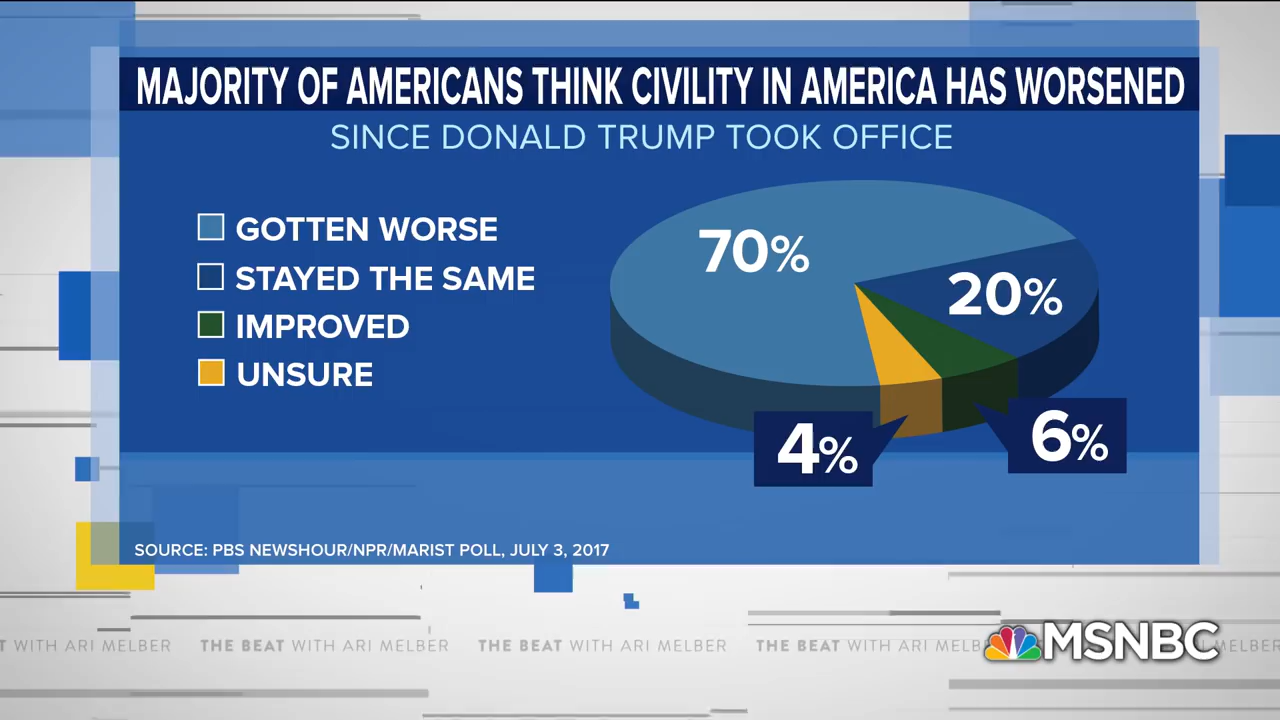 MAJORITY OF AMERICANS THINK CIVILITY IN AMERICA HAS WORSENED
SINCE DONALD TRUMP TOOK OFFICE
GOTTEN WORSE
STAYED THE SAME
IMPROVED
UNSURE
70%
20%
4%
6%
SOURCE: PBS NEWSHOUR/NPR/MARIST POLL, JULY 3, 2017
T WITH ARI MELBER THE BEAT WITH ARI MELBER THE BEAT WITH ARI MELBER THE BEAT WITH ARI MELB MELBER
MSNBC